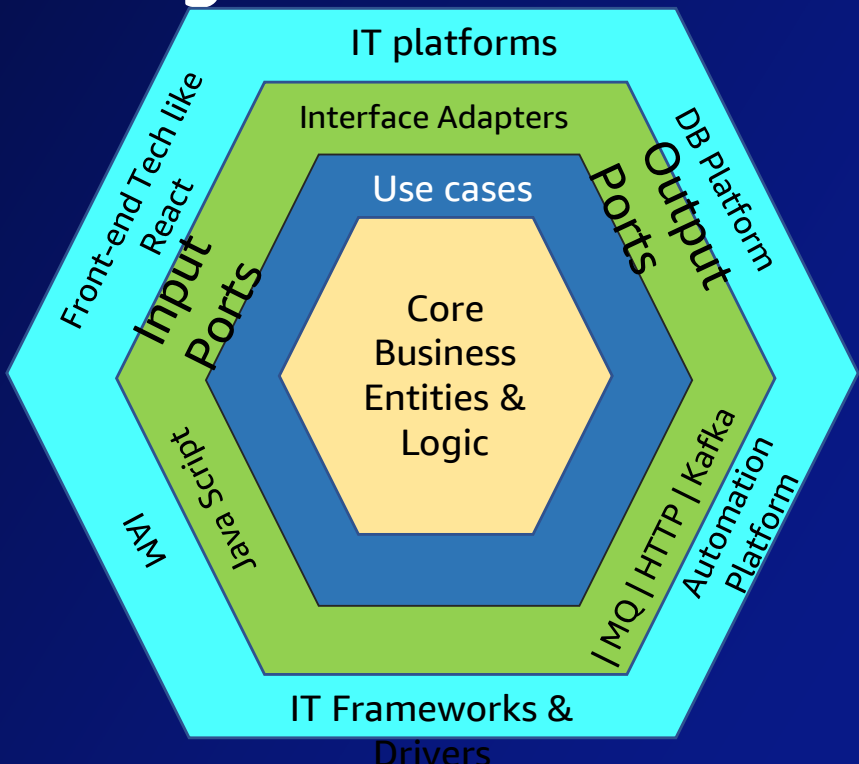 IT platforms
Interface Adapters
Use cases
Front-end Tech like
React
Input
Ports
DB Platform
Output
Ports
Core
Business
Entities &
Logic
Java Script
IAM
| MQ | HTTP | Kafka
Automation
Platform
IT Frameworks &
Drivers